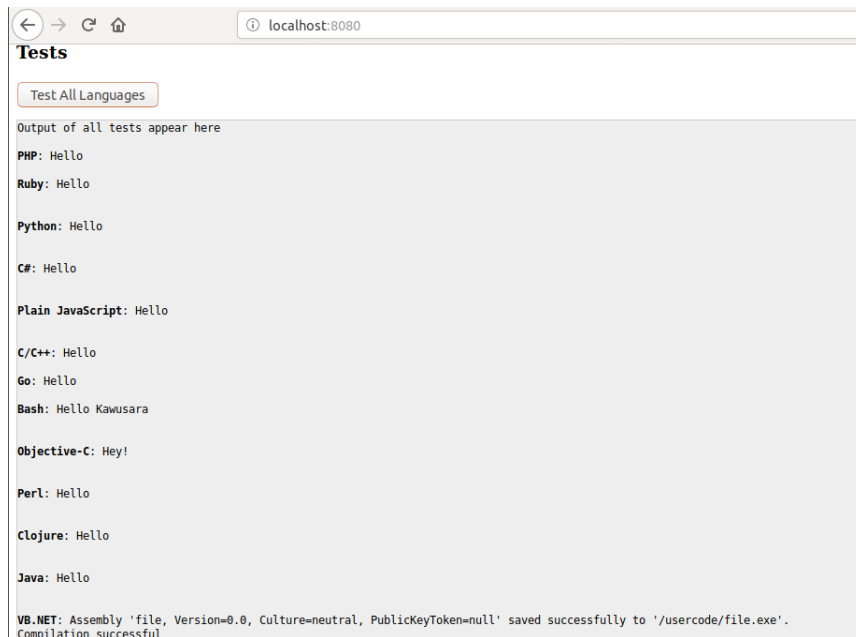 localhost:8080
Tests
Test All Languages
Output of all tests appear here
PHP: Hello
Ruby: Hello
Python: Hello
C#: Hello
Plain JavaScript: Hello
C/C++: Hello
Go: Hello
Bash: Hello Kawusara
Objective-C: Hey!
Perl: Hello
Clojure: Hello
Java: Hello
VB.NET: Assembly 'file, Version=0.0, Culture=neutral, PublicKeyToken=null' saved successfully to '/usercode/file.exe'.
Compilation successful